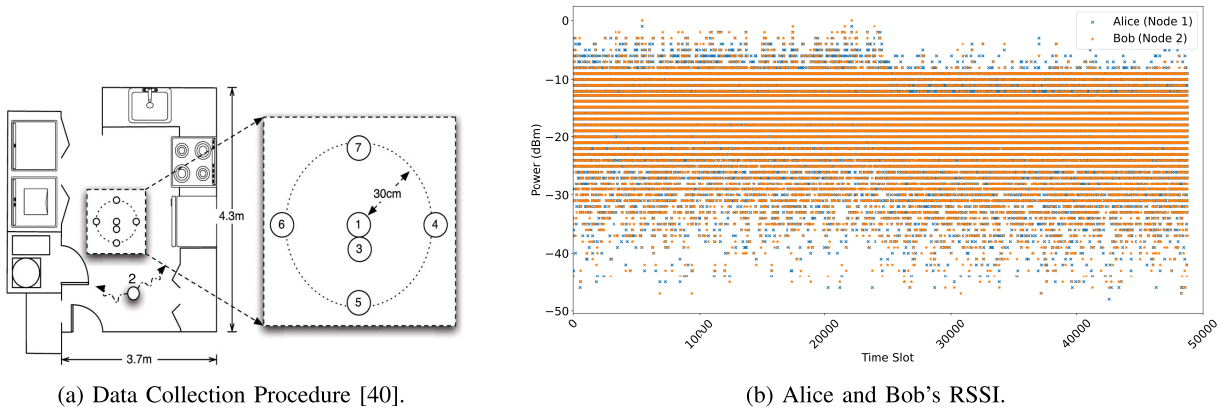 4.3m
3.7m
2
7
30cm
6
1
4
3
5
Power (dBm)
0
−10
−20
−30
−40
−50
0
10000
20000
30000
40000
50000
Time Slot
Alice (Node 1)
Bob (Node 2)
(a) Data Collection Procedure [40].
(b) Alice and Bob's RSSI.